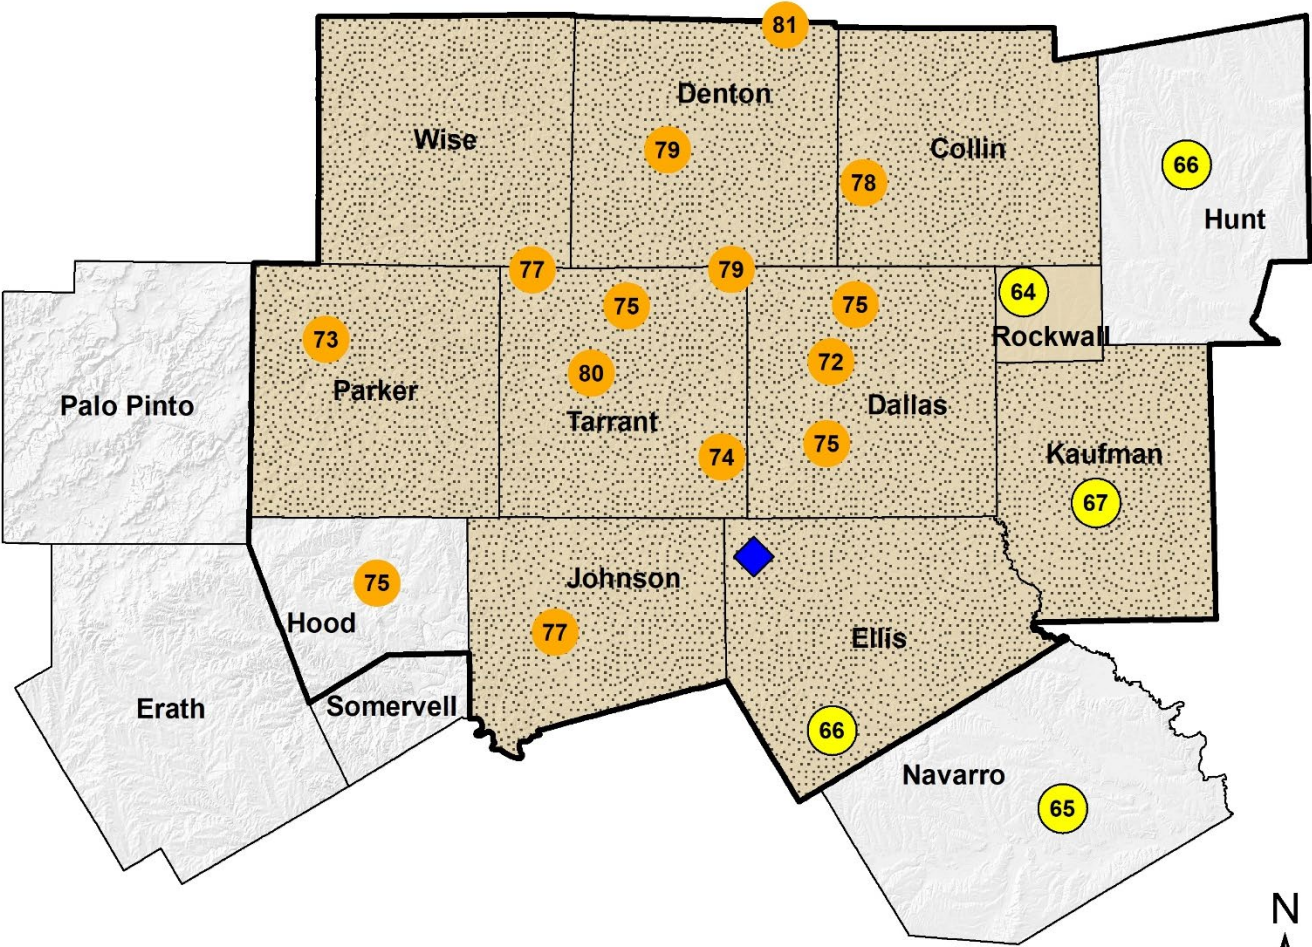 81
Denton
Wise
79
Collin
66
78
Hunt
77
79
64
75
75
Rockwall
73
72
80
Parker
Palo Pinto
Dallas
Tarrant
75
74
Kaufman
67
Johnson
75
Hood
77
Ellis
Erath
Somervell
66
Navarro
65
N